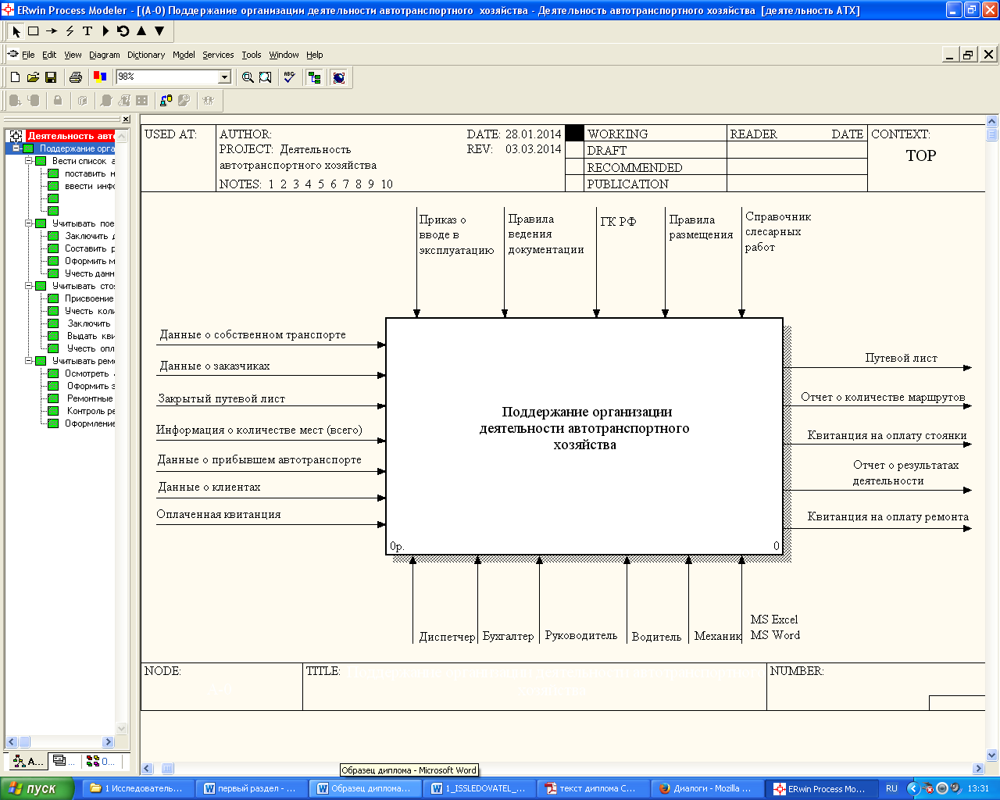 ERwin Process Modeler - [(A-0) Поддержание организации деятельности автотранспортного хозяйства - Деятельность автотранспортного хозяйства [деятельность АТХ]
File Edit View Diagram Dictionary Model Services Tools Window Help
98%
Деятельность авто
Поддержание орга
Вести список а
поставить н
ввести инфо
Учитывать пое
Заключить д
Составить р
Оформить м
Учесть данн
Учитывать сто
Присвоение
Учесть коли
Заключить
Выдать кви
Учесть опл
Учитывать рем
Осмотреть а
Оформить з
Ремонтные
Контроль ре
Оформление
A...
...
O...
USED AT:
AUTHOR:
DATE: 28.01.2014
PROJECT: Деятельность
автотранспортного хозяйства
REV: 03.03.2014
NOTES: 1 2 3 4 5 6 7 8 9 10
WORKING
DRAFT
RECOMMENDED
PUBLICATION
READER DATE
CONTEXT:
TOP
Приказ о
вводе в
эксплуатацию
Правила
ведения
документации
ГК РФ
Правила
размещения
Справочник
слесарных
работ
Данные о собственном транспорте
Данные о заказчиках
Закрытый путевой лист
Информация о количестве мест (всего)
Данные о прибывшем автотранспорте
Данные о клиентах
Оплаченная квитанция
Поддержание организации
деятельности автотранспортного
хозяйства
0р.
0
Путевой лист
Отчет о количестве маршрутов
Квитанция на оплату стоянки
Отчет о результатах
деятельности
Квитанция на оплату ремонта
Диспетчер
Бухгалтер
Руководитель
Водитель
Механик
MS Excel
MS Word
NODE:
A-0
TITLE:
Поддержание организации деятельности автотранспортного
хозяйства
NUMBER:
Образец диплома - Microsoft Word
пуск
1 Исследователь...
первый раздел - ...
Образец диплома...
1_ISSLEDOVATEL_...
текст диплома С...
Диалоги - Mozilla ...
ERwin Process Mo...
RU
13:31